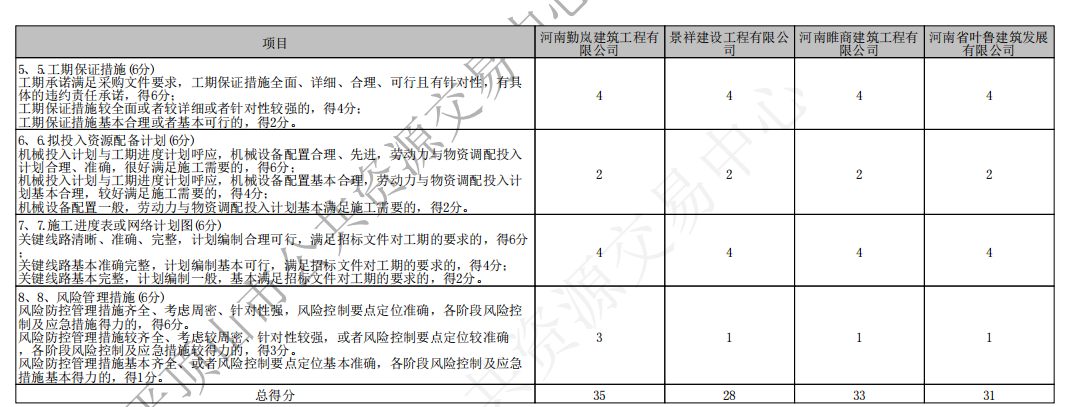 项目
河南勤岚建筑工程有限公司
景祥建设工程有限公司
河南睢商建筑工程有限公司
河南省叶鲁建筑发展有限公司
5、5.工期保证措施(6分)
工期承诺满足采购文件要求，工期保证措施全面、详细、合理、可行且有针对性，有具
体的违约责任承诺，得6分；
工期保证措施较全面或者较详细或者针对性较强的，得4分；
工期保证措施基本合理或者基本可行的，得2分。
4 4 4 4
6、6.拟投入资源配备计划(6分)
机械投入计划与工期进度计划呼应，机械设备配置合理、先进，劳动力与物资调配投入
计划合理、准确，很好满足施工需要的，得6分；
机械投入计划与工期进度计划呼应，机械设备配置基本合理，劳动力与物资调配投入计
划基本合理，较好满足施工需要的，得4分；
机械设备配置一般，劳动力与物资调配投入计划基本满足施工需要的，得2分。
2 2 2 2
7、7.施工进度表或网络计划图(6分)
关键线路清晰、准确、完整，计划编制合理可行，满足招标文件对工期的要求的，得6分
；
关键线路基本准确完整，计划编制基本可行，满足招标文件对工期的要求的，得4分；
关键线路基本完整，计划编制一般，基本满足招标文件对工期的要求的，得2分。
4 4 4 4
8、8、风险管理措施(6分)
风险防控管理措施齐全、考虑周密、针对性强，风险控制要点定位准确，各阶段风险控
制及应急措施得力的，得6分。
风险防控管理措施较齐全、考虑较周密、针对性较强，或者风险控制要点定位较准确
，各阶段风险控制及应急措施较得力的，得3分。
风险防控管理措施基本齐全、或者风险控制要点定位基本准确，各阶段风险控制及应急
措施基本得力的，得1分。
3 1 1 1
总得分 35 28 33 31
平顶山市公共资源交易中心
共资源交易中心